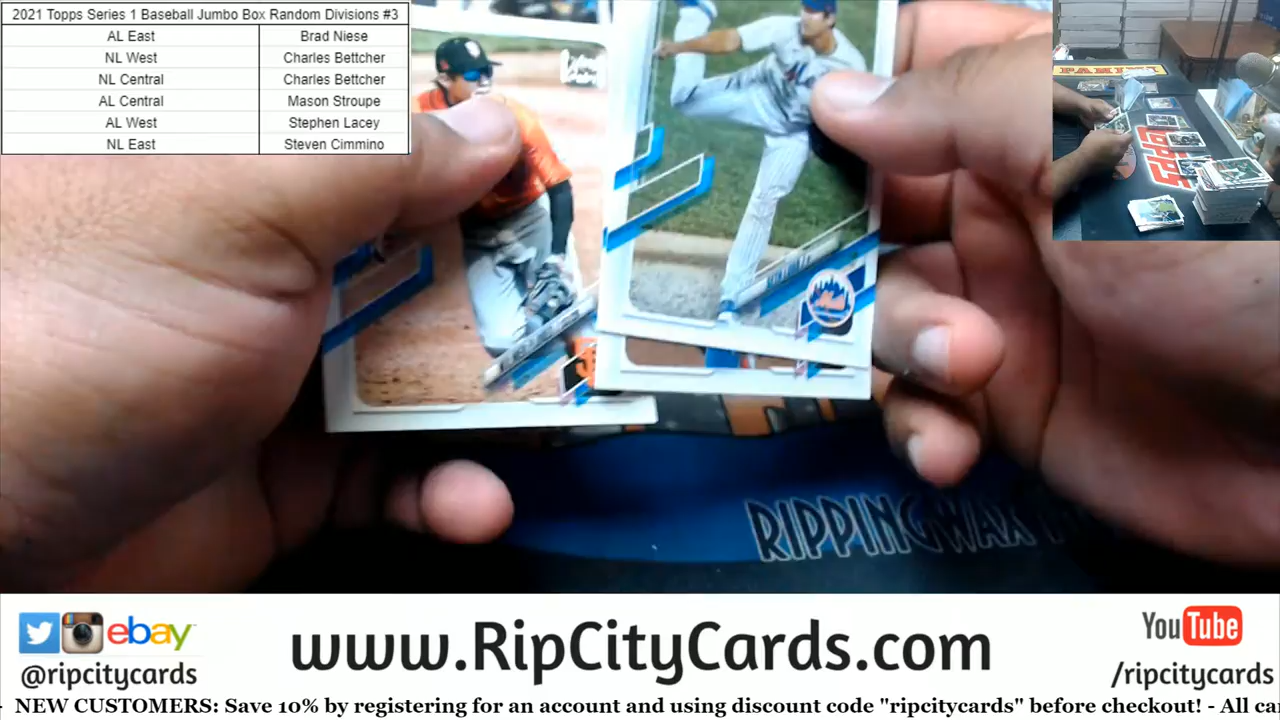 2021 Topps Series 1 Baseball Jumbo Box Random Divisions #3
AL East Brad Niese
NL West Charles Bettcher
NL Central Charles Bettcher
AL Central Mason Stroupe
AL West Stephen Lacey
NL East Steven Cimmino
PANINI
topps
RIPPINGWAX
ebay
@ripcitycards
www.RipCityCards.com
YouTube
/ripcitycards
NEW CUSTOMERS: Save 10% by registering for an account and using discount code "ripcitycards" before checkout! - All